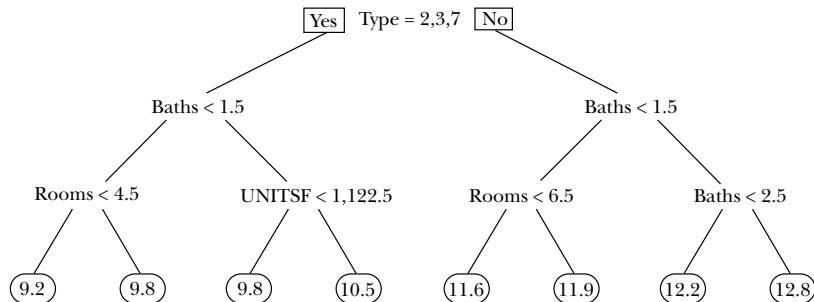 Yes Type = 2,3,7 No
Baths < 1.5 Baths < 1.5
Rooms < 4.5 UNITSF < 1,122.5 Rooms < 6.5 Baths < 2.5
9.2 9.8 9.8 10.5 11.6 11.9 12.2 12.8